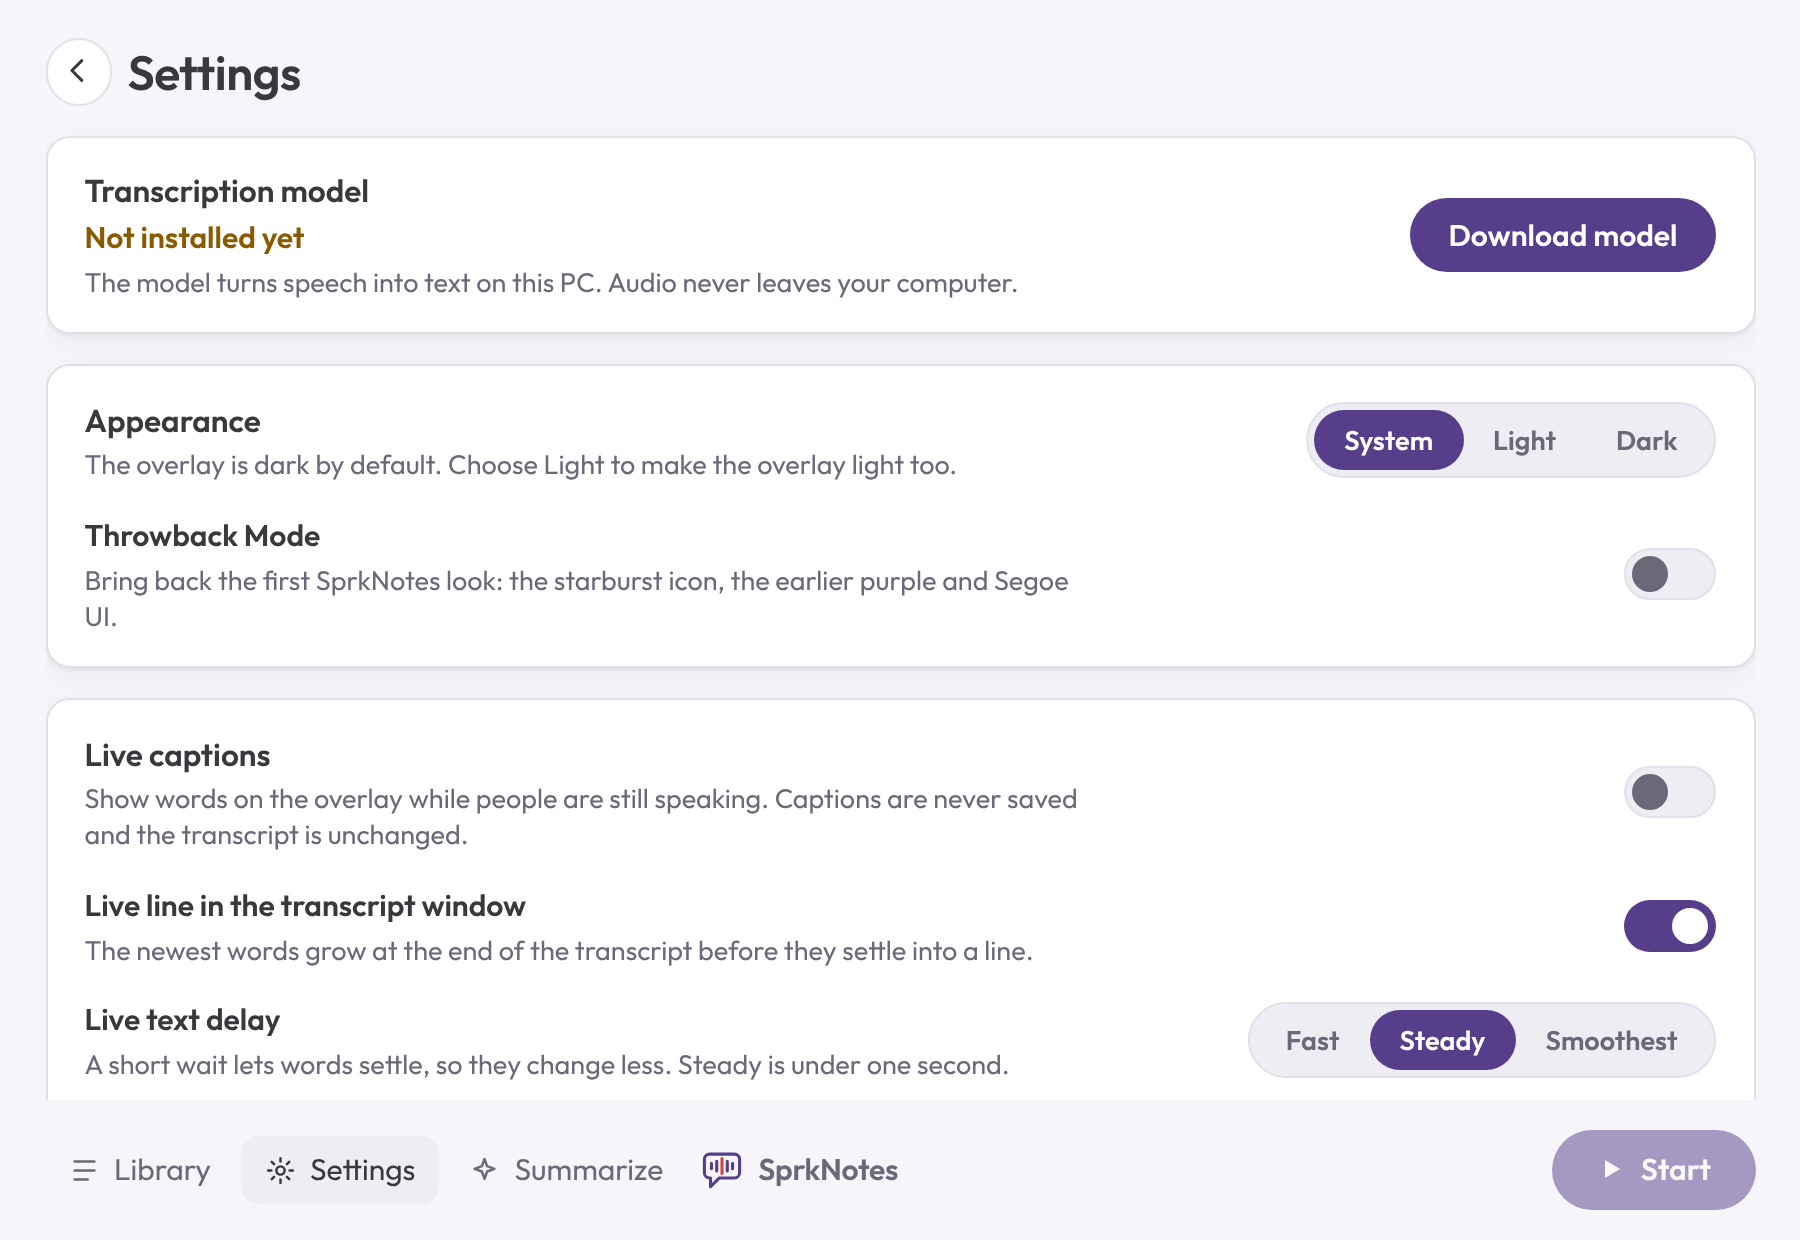 Settings
Transcription model
Not installed yet
The model turns speech into text on this PC. Audio never leaves your computer.
Download model
Appearance
The overlay is dark by default. Choose Light to make the overlay light too.
System Light Dark
Throwback Mode
Bring back the first SprkNotes look: the starburst icon, the earlier purple and Segoe
UI.
Live captions
Show words on the overlay while people are still speaking. Captions are never saved
and the transcript is unchanged.
Live line in the transcript window
The newest words grow at the end of the transcript before they settle into a line.
Live text delay
A short wait lets words settle, so they change less. Steady is under one second.
Fast Steady Smoothest
Library Settings Summarize SprkNotes Start